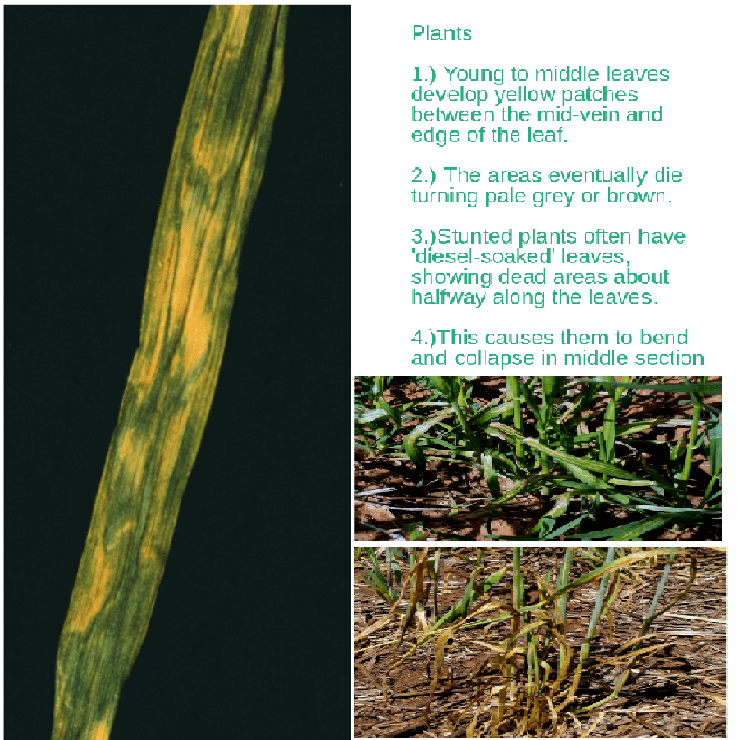 Plants
1.) Young to middle leaves
develop yellow patches
between the mid-vein and
edge of the leaf.
2.) The areas eventually die
turning pale grey or brown.
3.)Stunted plants often have
'diesel-soaked' leaves,
showing dead areas about
halfway along the leaves.
4.)This causes them to bend
and collapse in middle section